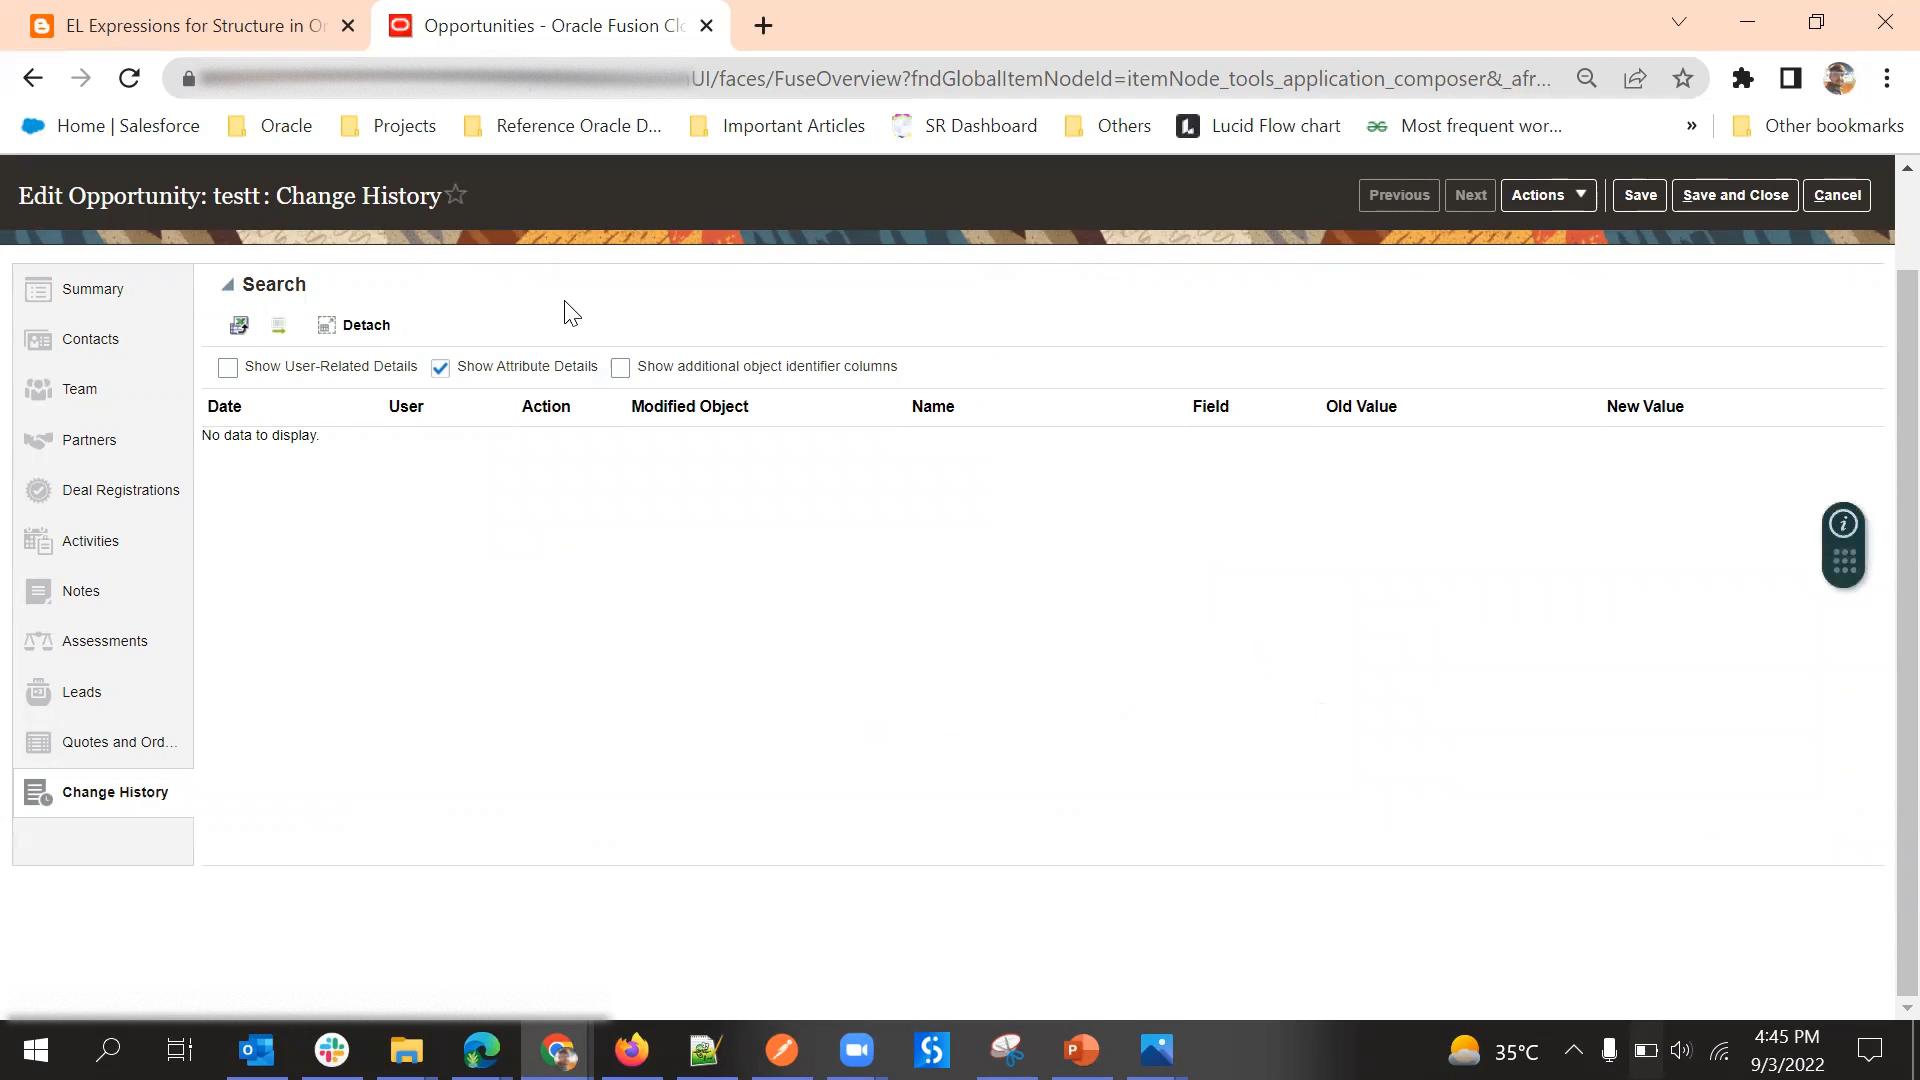 EL Expressions for Structure in Or
Opportunities - Oracle Fusion Clo
UI/faces/FuseOverview?fndGlobalItemNodeId=itemNode_tools_application_composer&_afr...
Home | Salesforce Oracle Projects Reference Oracle D... Important Articles SR Dashboard Others Lucid Flow chart Most frequent wor... » Other bookmarks
Edit Opportunity: testt: Change History
Previous Next Actions Save Save and Close Cancel
Summary
Contacts
Team
Partners
Deal Registrations
Activities
Notes
Assessments
Leads
Quotes and Ord...
Change History
Search
Detach
Show User-Related Details Show Attribute Details Show additional object identifier columns
Date User Action Modified Object Name Field Old Value New Value
No data to display.
35°C
4:45 PM
9/3/2022